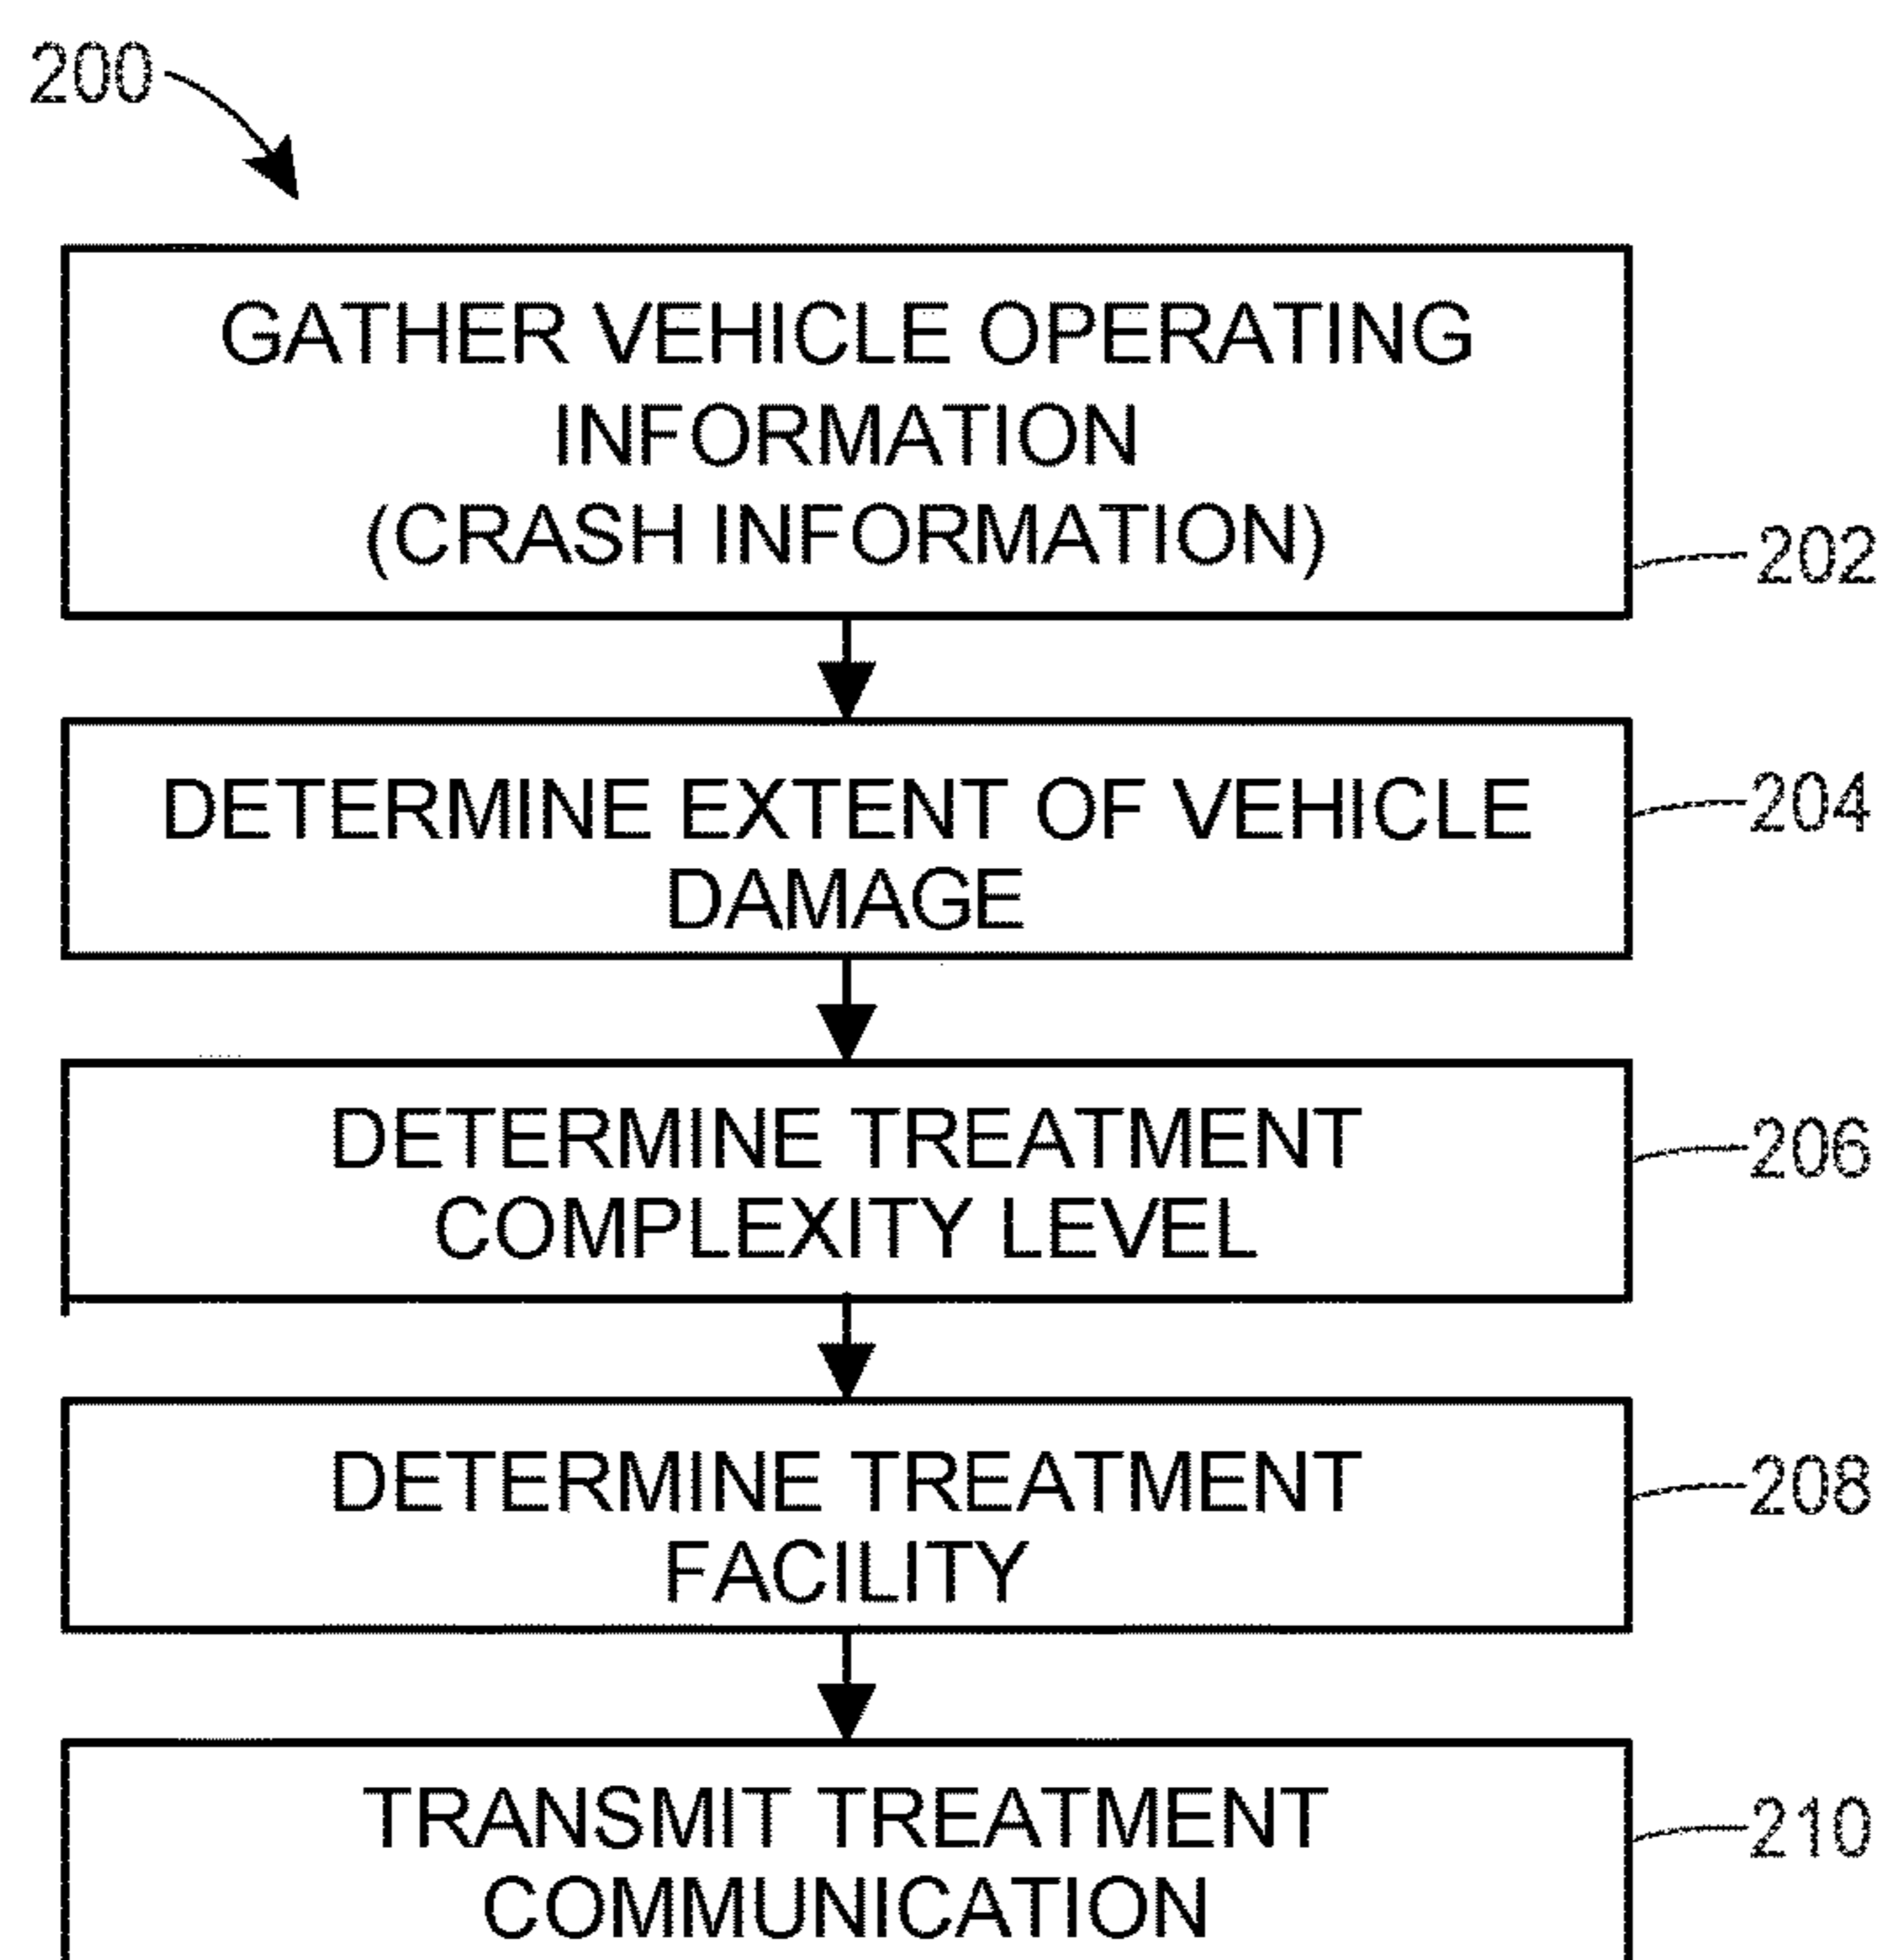 200
GATHER VEHICLE OPERATING
INFORMATION
(CRASH INFORMATION)
202
DETERMINE EXTENT OF VEHICLE
DAMAGE
204
DETERMINE TREATMENT
COMPLEXITY LEVEL
206
DETERMINE TREATMENT
FACILITY
208
TRANSMIT TREATMENT
COMMUNICATION
210